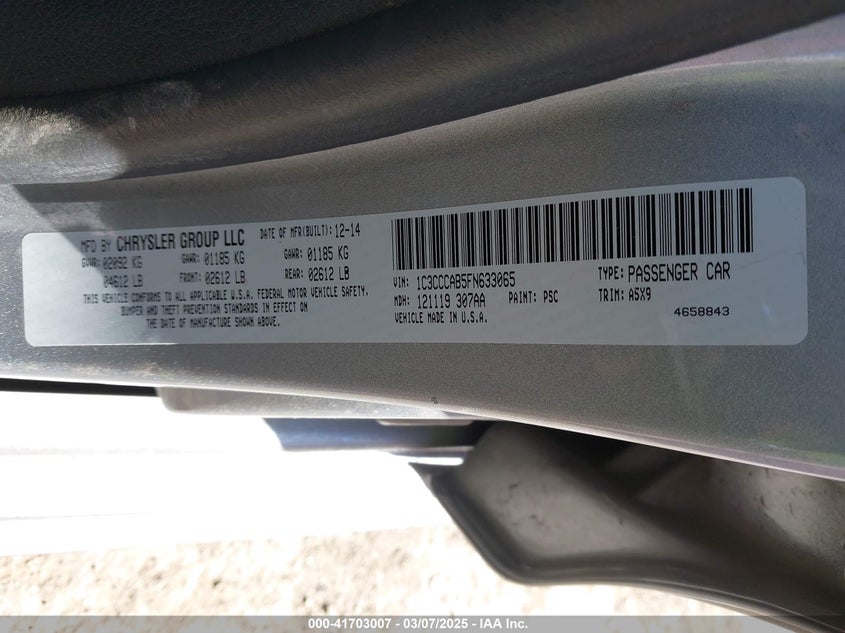 MFD BY CHRYSLER GROUP LLC DATE OF MFR(BUILT): 12-14
GVWR: 02092 KG GAWR: 01185 KG GAWR: 01185 KG
04612 LB FRONT: 02612 LB REAR: 02612 LB
THIS VEHICLE CONFORMS TO ALL APPLICABLE U.S.A. FEDERAL MOTOR VEHICLE SAFETY,
BUMPER AND THEFT PREVENTION STANDARDS IN EFFECT ON
THE DATE OF MANUFACTURE SHOWN ABOVE.
VIN: 1C3CCCAB5FN633065 TYPE: PASSENGER CAR
MDH: 121119 307AA PAINT: PSC TRIM: A5X9
VEHICLE MADE IN U.S.A. 4658843
000-41703007 / 03/07/2025 - IAA Inc.